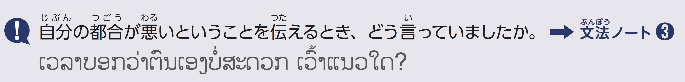 ❗自分の都合が悪いということを伝えるとき、どう言っていましたか。 ➡ 文法ノート❸
ເວລາບອກວ່າຕົນເອງບໍ່ສະດວກ ເວົ້າແນວໃດ?